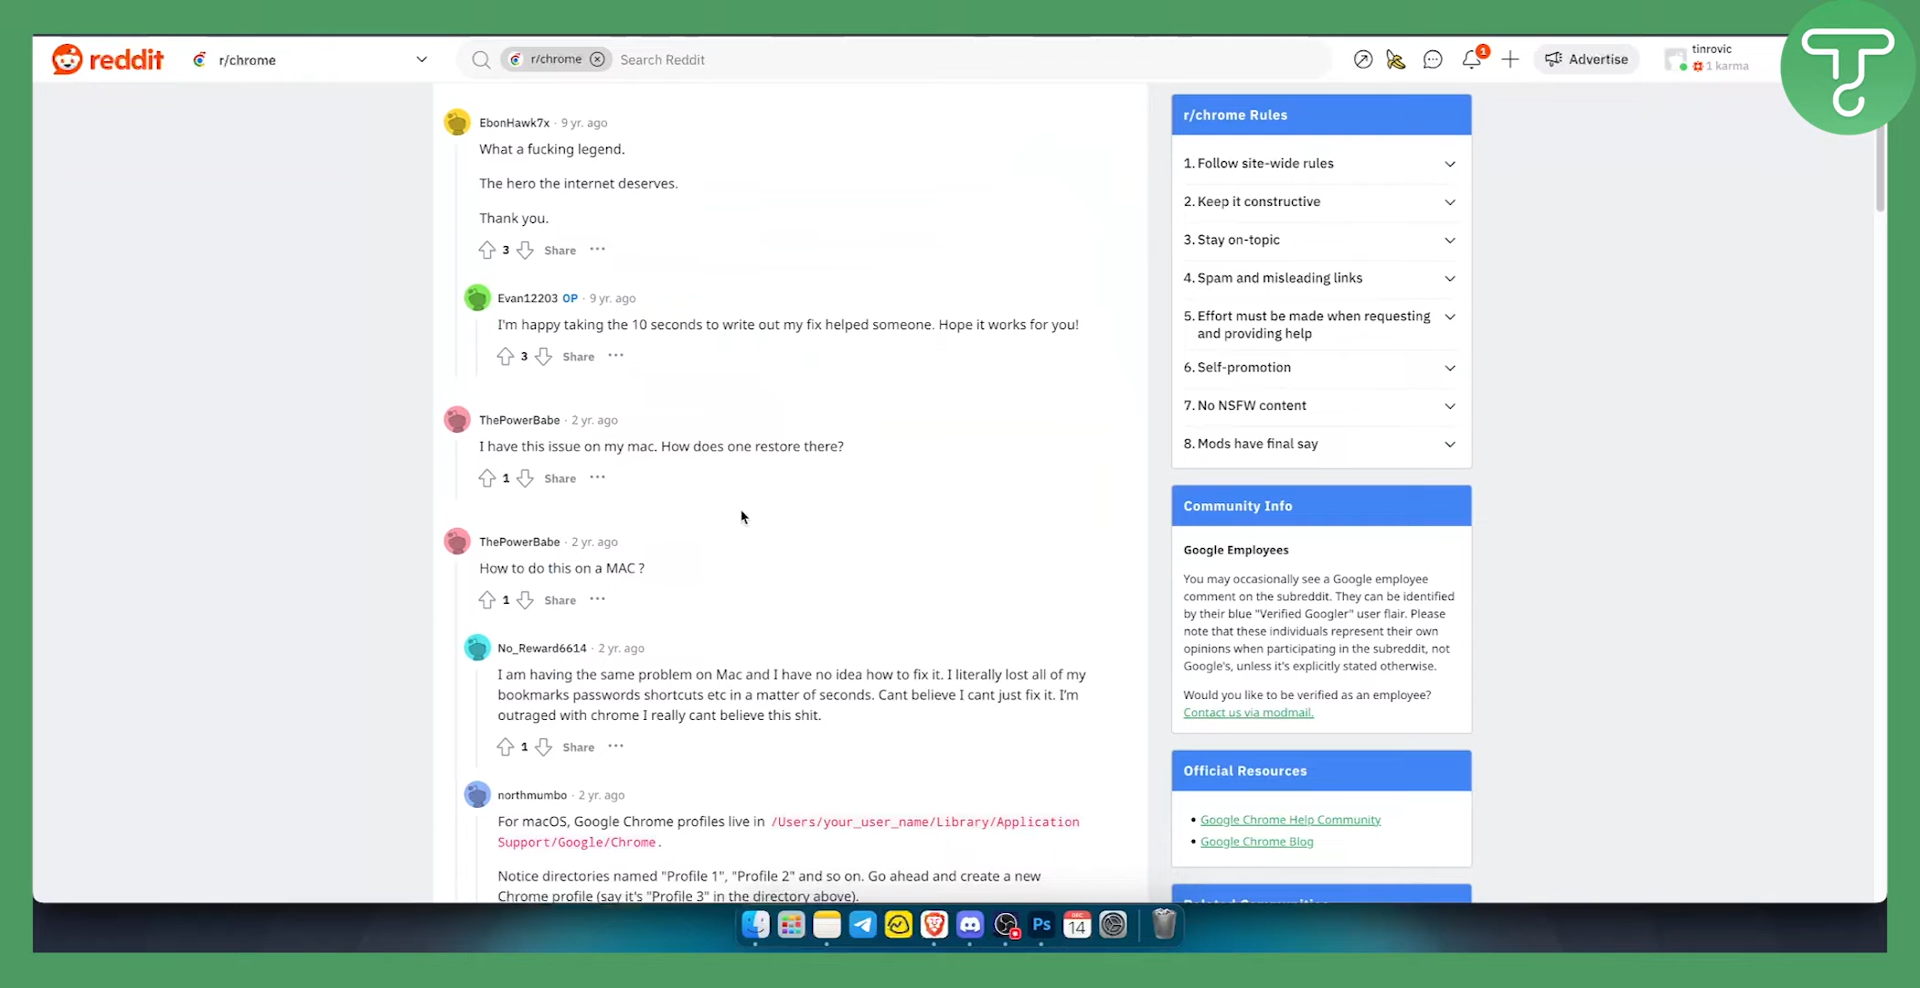 reddit
r/chrome
r/chrome
Search Reddit
1
Advertise
tinrovic
1 karma
EbonHawk7x · 9 yr. ago
What a fucking legend.
The hero the internet deserves.
Thank you.
3 Share ···
Evan12203 OP · 9 yr. ago
I'm happy taking the 10 seconds to write out my fix helped someone. Hope it works for you!
3 Share ···
ThePowerBabe · 2 yr. ago
I have this issue on my mac. How does one restore there?
1 Share ···
ThePowerBabe · 2 yr. ago
How to do this on a MAC ?
1 Share ···
No_Reward6614 · 2 yr. ago
I am having the same problem on Mac and I have no idea how to fix it. I literally lost all of my
bookmarks passwords shortcuts etc in a matter of seconds. Cant believe I cant just fix it. I'm
outraged with chrome I really cant believe this shit.
1 Share ···
northmumbo · 2 yr. ago
For macOS, Google Chrome profiles live in /Users/your_user_name/Library/Application
Support/Google/Chrome.
Notice directories named "Profile 1", "Profile 2" and so on. Go ahead and create a new
Chrome profile (say it's "Profile 3" in the directory above).
r/chrome Rules
1. Follow site-wide rules
2. Keep it constructive
3. Stay on-topic
4. Spam and misleading links
5. Effort must be made when requesting
and providing help
6. Self-promotion
7. No NSFW content
8. Mods have final say
Community Info
Google Employees
You may occasionally see a Google employee
comment on the subreddit. They can be identified
by their blue "Verified Googler" user flair. Please
note that these individuals represent their own
opinions when participating in the subreddit, not
Google's, unless it's explicitly stated otherwise.
Would you like to be verified as an employee?
Contact us via modmail.
Official Resources
• Google Chrome Help Community
• Google Chrome Blog
Ps
DEC
14